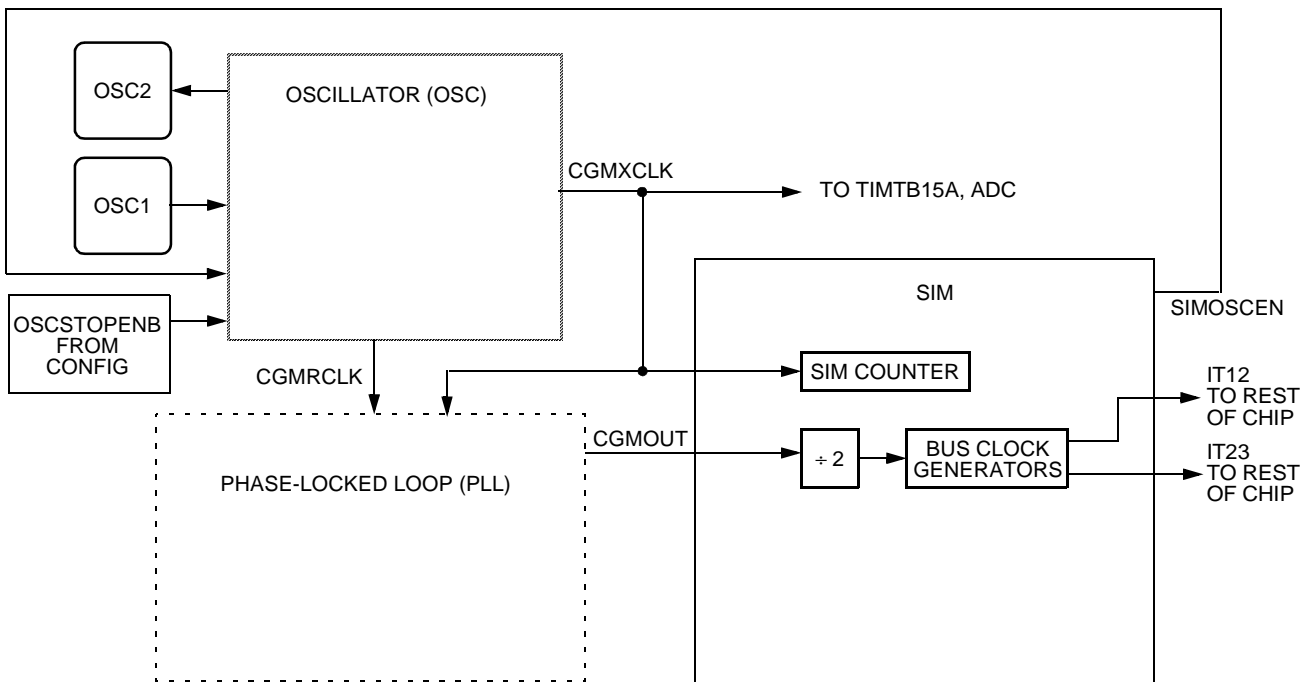 OSC2
OSCILLATOR (OSC)
CGMXCLK
OSC1
TO TIMTB15A, ADC
SIM
SIMOSCEN
OSCSTOPENB
FROM
CONFIG
CGMRCLK
SIM COUNTER
IT12
TO REST
OF CHIP
CGMOUT
÷ 2
BUS CLOCK
GENERATORS
IT23
TO REST
OF CHIP
PHASE-LOCKED LOOP (PLL)